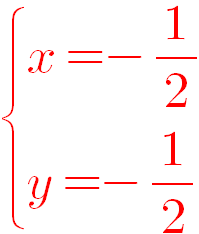 x = -1/2
y = -1/2